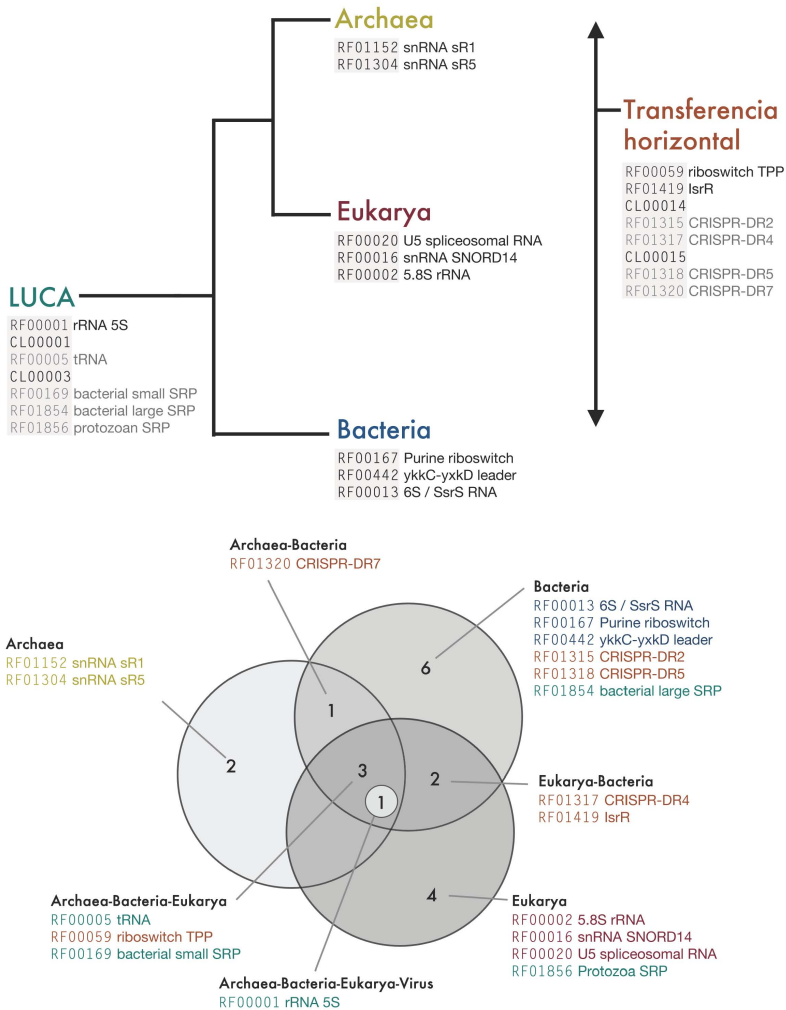 Archaea
RF01152 snRNA sR1
RF01304 snRNA sR5
Transferencia
horizontal
RF00059 riboswitch TPP
RF01419 IsrR
CL00014
RF01315 CRISPR-DR2
RF01317 CRISPR-DR4
CL00015
RF01318 CRISPR-DR5
RF01320 CRISPR-DR7
Eukarya
RF00020 U5 spliceosomal RNA
RF00016 snRNA SNORD14
RF00002 5.8S rRNA
LUCA
RF00001 rRNA 5S
CL00001
RF00005 tRNA
CL00003
RF00169 bacterial small SRP
RF01854 bacterial large SRP
RF01856 protozoan SRP
Bacteria
RF00167 Purine riboswitch
RF00442 ykkC-yxkD leader
RF00013 6S / SsrS RNA
Archaea-Bacteria
RF01320 CRISPR-DR7
Bacteria
RF00013 6S / SsrS RNA
RF00167 Purine riboswitch
RF00442 ykkC-yxkD leader
RF01315 CRISPR-DR2
RF01318 CRISPR-DR5
RF01854 bacterial large SRP
Archaea
RF01152 snRNA sR1
RF01304 snRNA sR5
6
1
2
3
2
1
4
Eukarya-Bacteria
RF01317 CRISPR-DR4
RF01419 IsrR
Archaea-Bacteria-Eukarya
RF00005 tRNA
RF00059 riboswitch TPP
RF00169 bacterial small SRP
Eukarya
RF00002 5.8S rRNA
RF00016 snRNA SNORD14
RF00020 U5 spliceosomal RNA
RF01856 Protozoa SRP
Archaea-Bacteria-Eukarya-Virus
RF00001 rRNA 5S